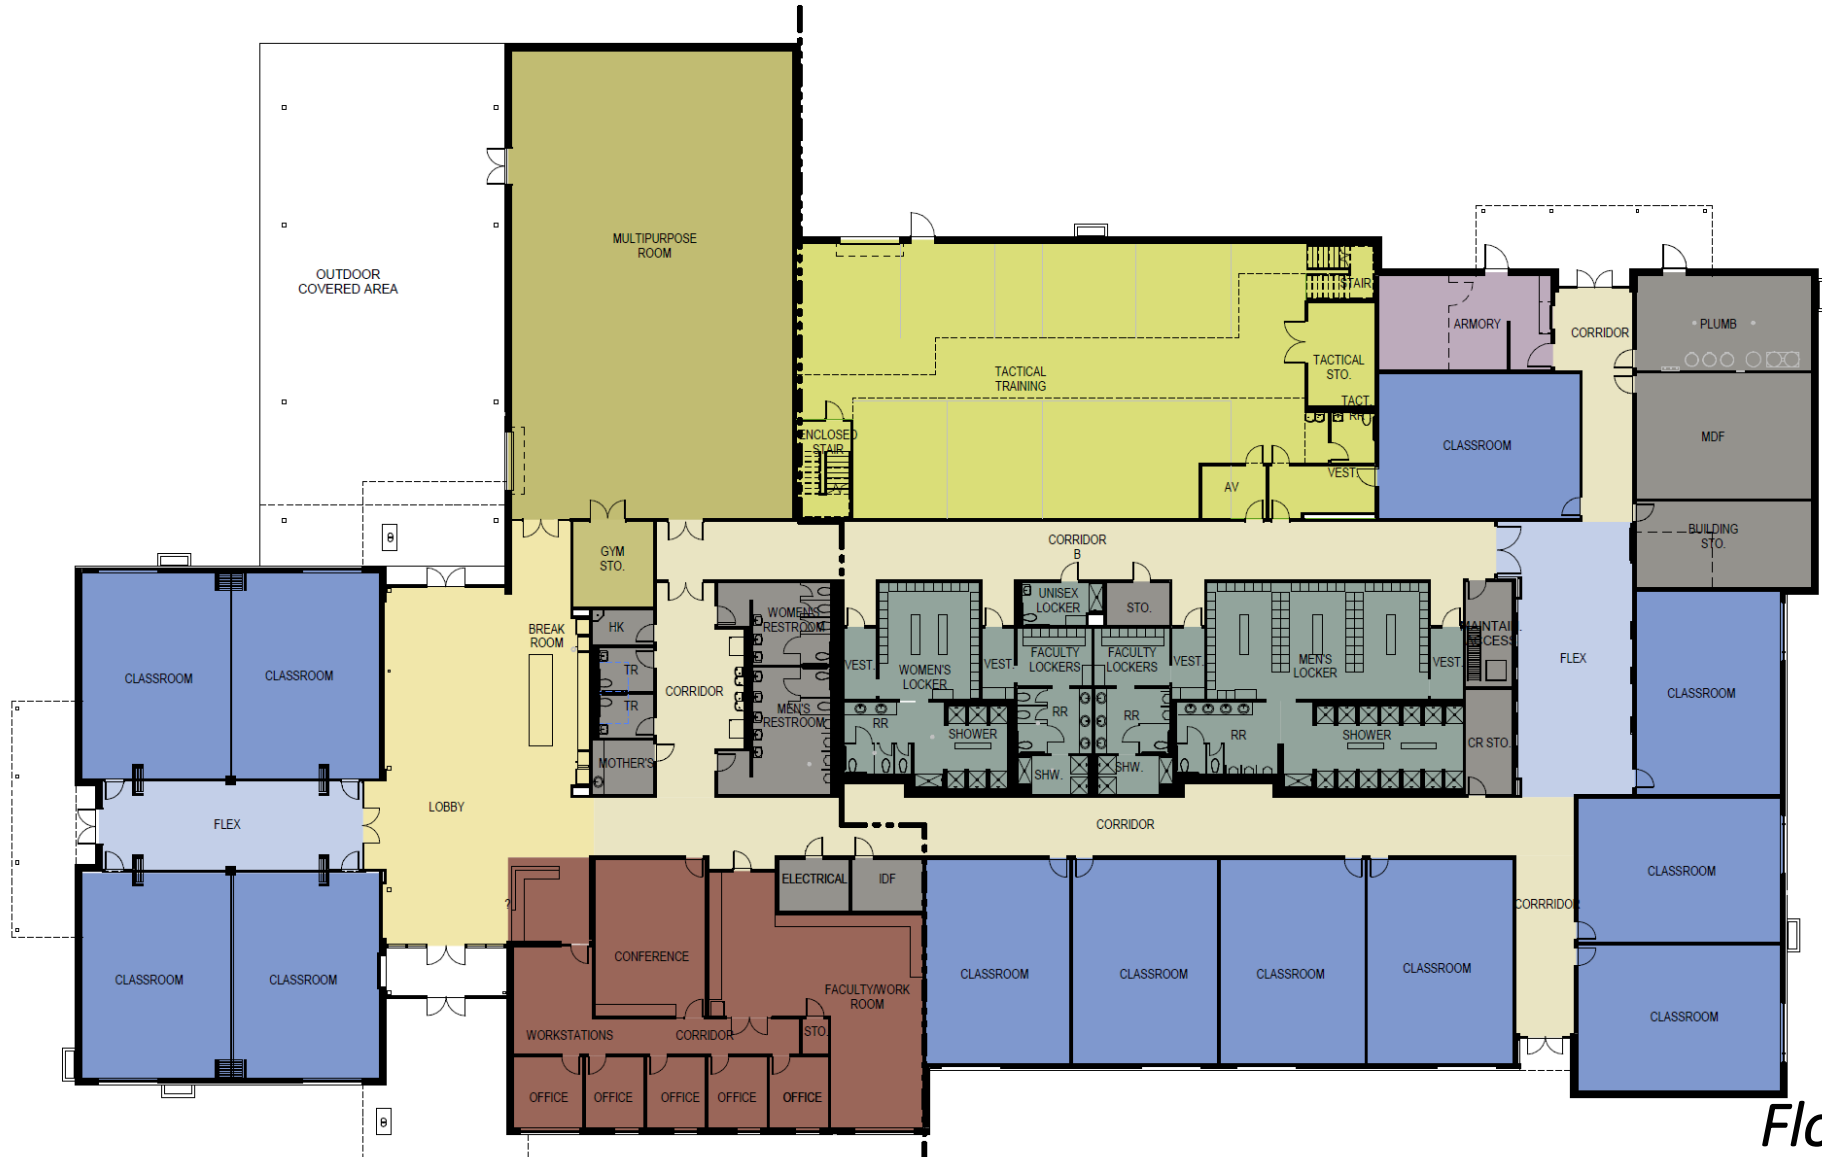 MULTIPURPOSE
ROOM
OUTDOOR
COVERED AREA
STAIR
ARMORY
CORRIDOR
PLUMB
TACTICAL
STO.
TACTICAL
TRAINING
TACT.
RR
ENCLOSED
STAIR
CLASSROOM
MDF
VEST.
AV
BUILDING
STO.
CORRIDOR
B
GYM
STO.
UNISEX
LOCKER
STO.
WOMEN'S
RESTROOM
HK
BREAK
ROOM
MAINTAIN
ACCESS
FLEX
CLASSROOM
CLASSROOM
CLASSROOM
TR
TR
CORRIDOR
VEST.
WOMEN'S
LOCKER
VEST.
FACULTY
LOCKERS
FACULTY
LOCKERS
VEST.
MEN'S
LOCKER
VEST.
MEN'S
RESTROOM
RR
SHOWER
RR
RR
RR
SHOWER
CR STO.
MOTHER'S
SHW.
SHW.
LOBBY
FLEX
CORRIDOR
CLASSROOM
ELECTRICAL
IDF
?
CORRRIDOR
CONFERENCE
CLASSROOM
CLASSROOM
CLASSROOM
CLASSROOM
CLASSROOM
CLASSROOM
FACULTY/WORK
ROOM
WORKSTATIONS
CORRIDOR
STO.
CLASSROOM
OFFICE
OFFICE
OFFICE
OFFICE
OFFICE
Flo